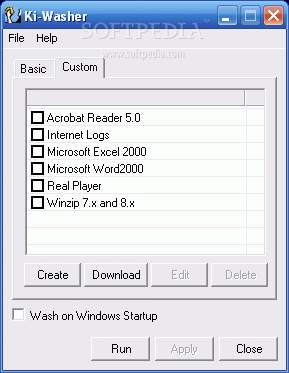 Ki-Washer
SOFTPEDIA
www.softpedia.com
File Help
Basic Custom
Acrobat Reader 5.0
Internet Logs
Microsoft Excel 2000
Microsoft Word2000
Real Player
Winzip 7.x and 8.x
Create Download Edit Delete
Wash on Windows Startup
Run Apply Close